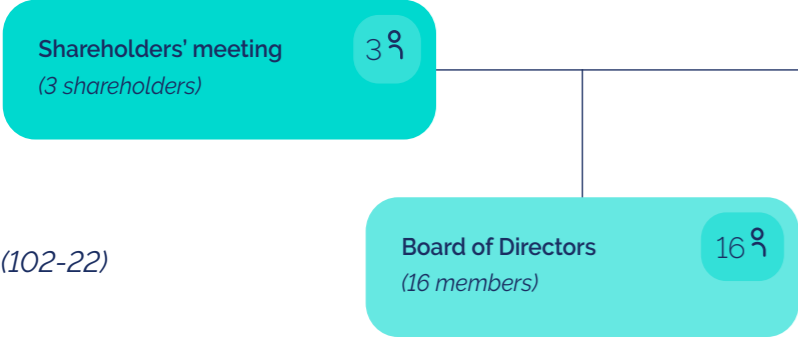 Shareholders' meeting
3
(3 shareholders)
Board of Directors
16
(102-22)
(16 members)